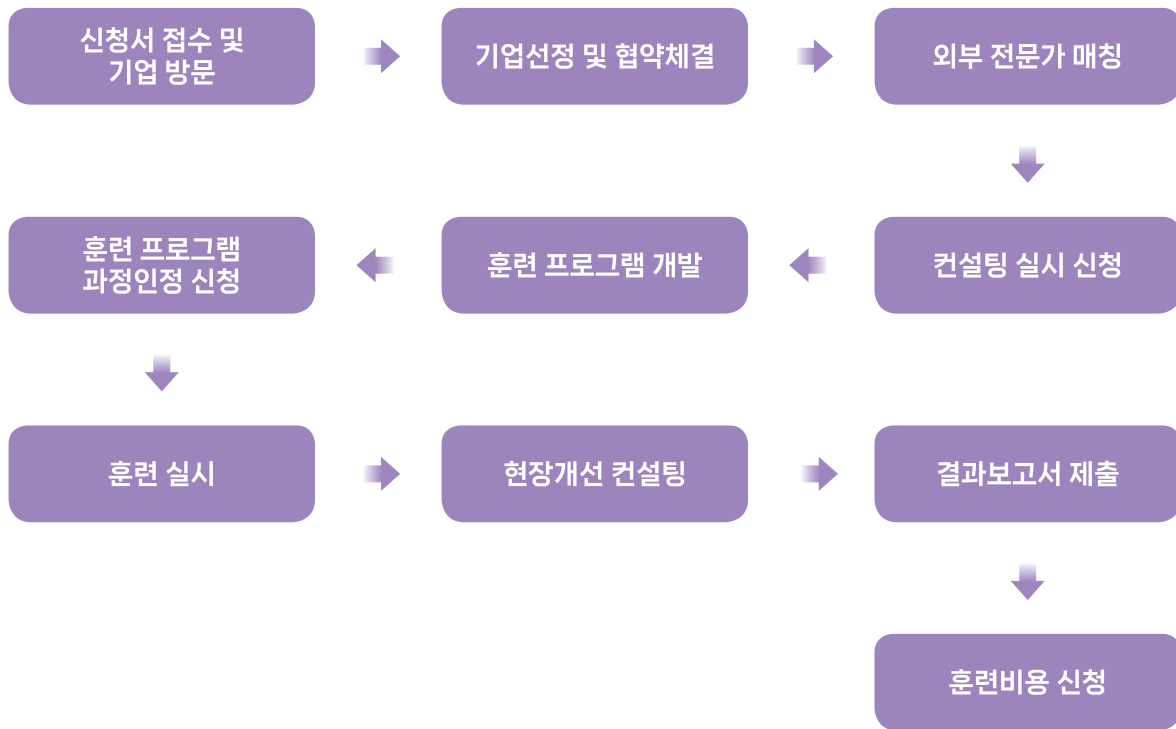 신청서 접수 및
기업 방문
기업선정 및 협약체결
외부 전문가 매칭
컨설팅 실시 신청
훈련 프로그램 개발
훈련 프로그램
과정인정 신청
훈련 실시
현장개선 컨설팅
결과보고서 제출
훈련비용 신청